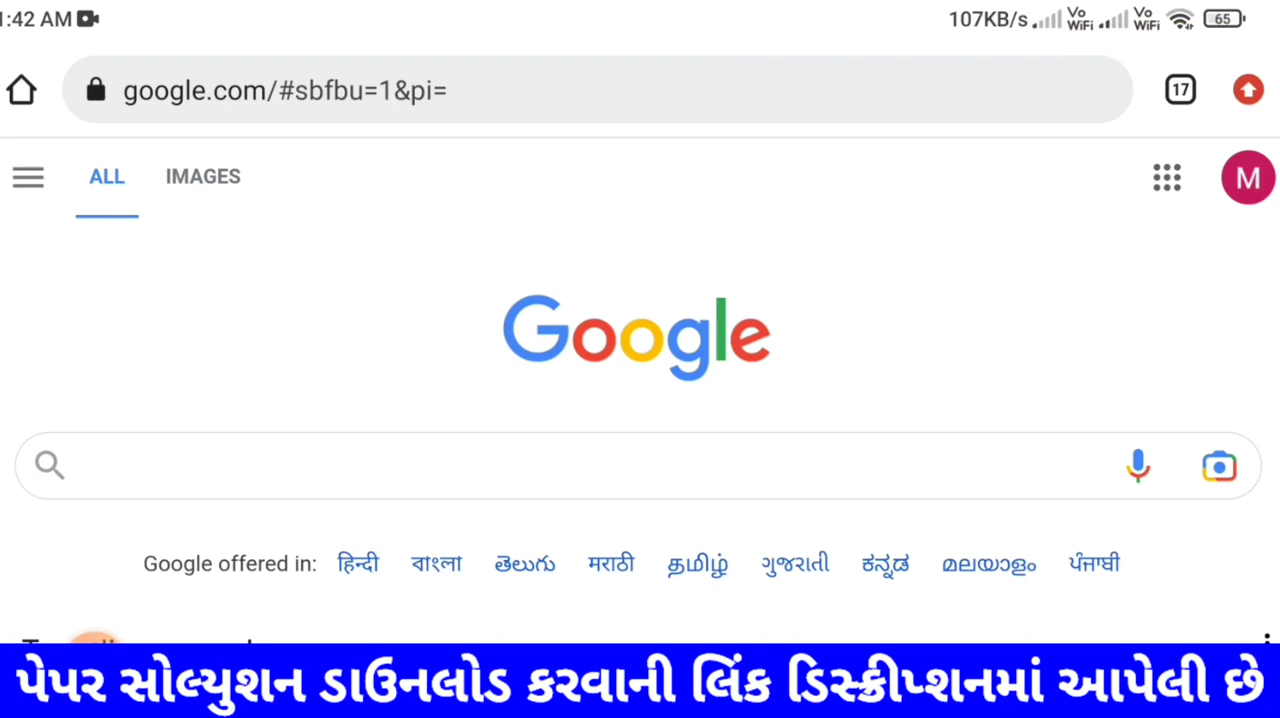 :42 AM 107KB/s Vo WiFi Vo WiFi 65
google.com/#sbfbu=1&pi= 17
ALL IMAGES M
Google
Google offered in: हिन्दी বাংলা తెలుగు मराठी தமிழ் ગુજરાતી ಕನ್ನಡ മലയാളം ਪੰਜਾਬੀ
પેપર સોલ્યુશન ડાઉનલોડ કરવાની લિંક ડિસ્ક્રીપ્શનમાં આપેલી છે